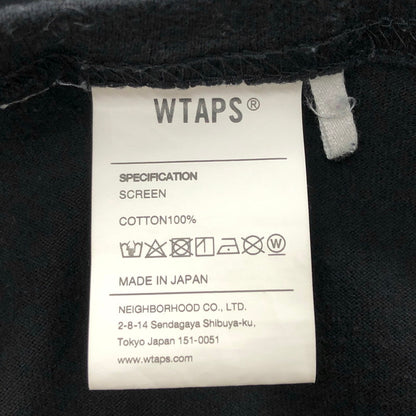 WTAPS®
SPECIFICATION
SCREEN
COTTON100%
W
MADE IN JAPAN
NEIGHBORHOOD CO., LTD.
2-8-14 Sendagaya Shibuya-ku,
Tokyo Japan 151-0051
www.wtaps.com